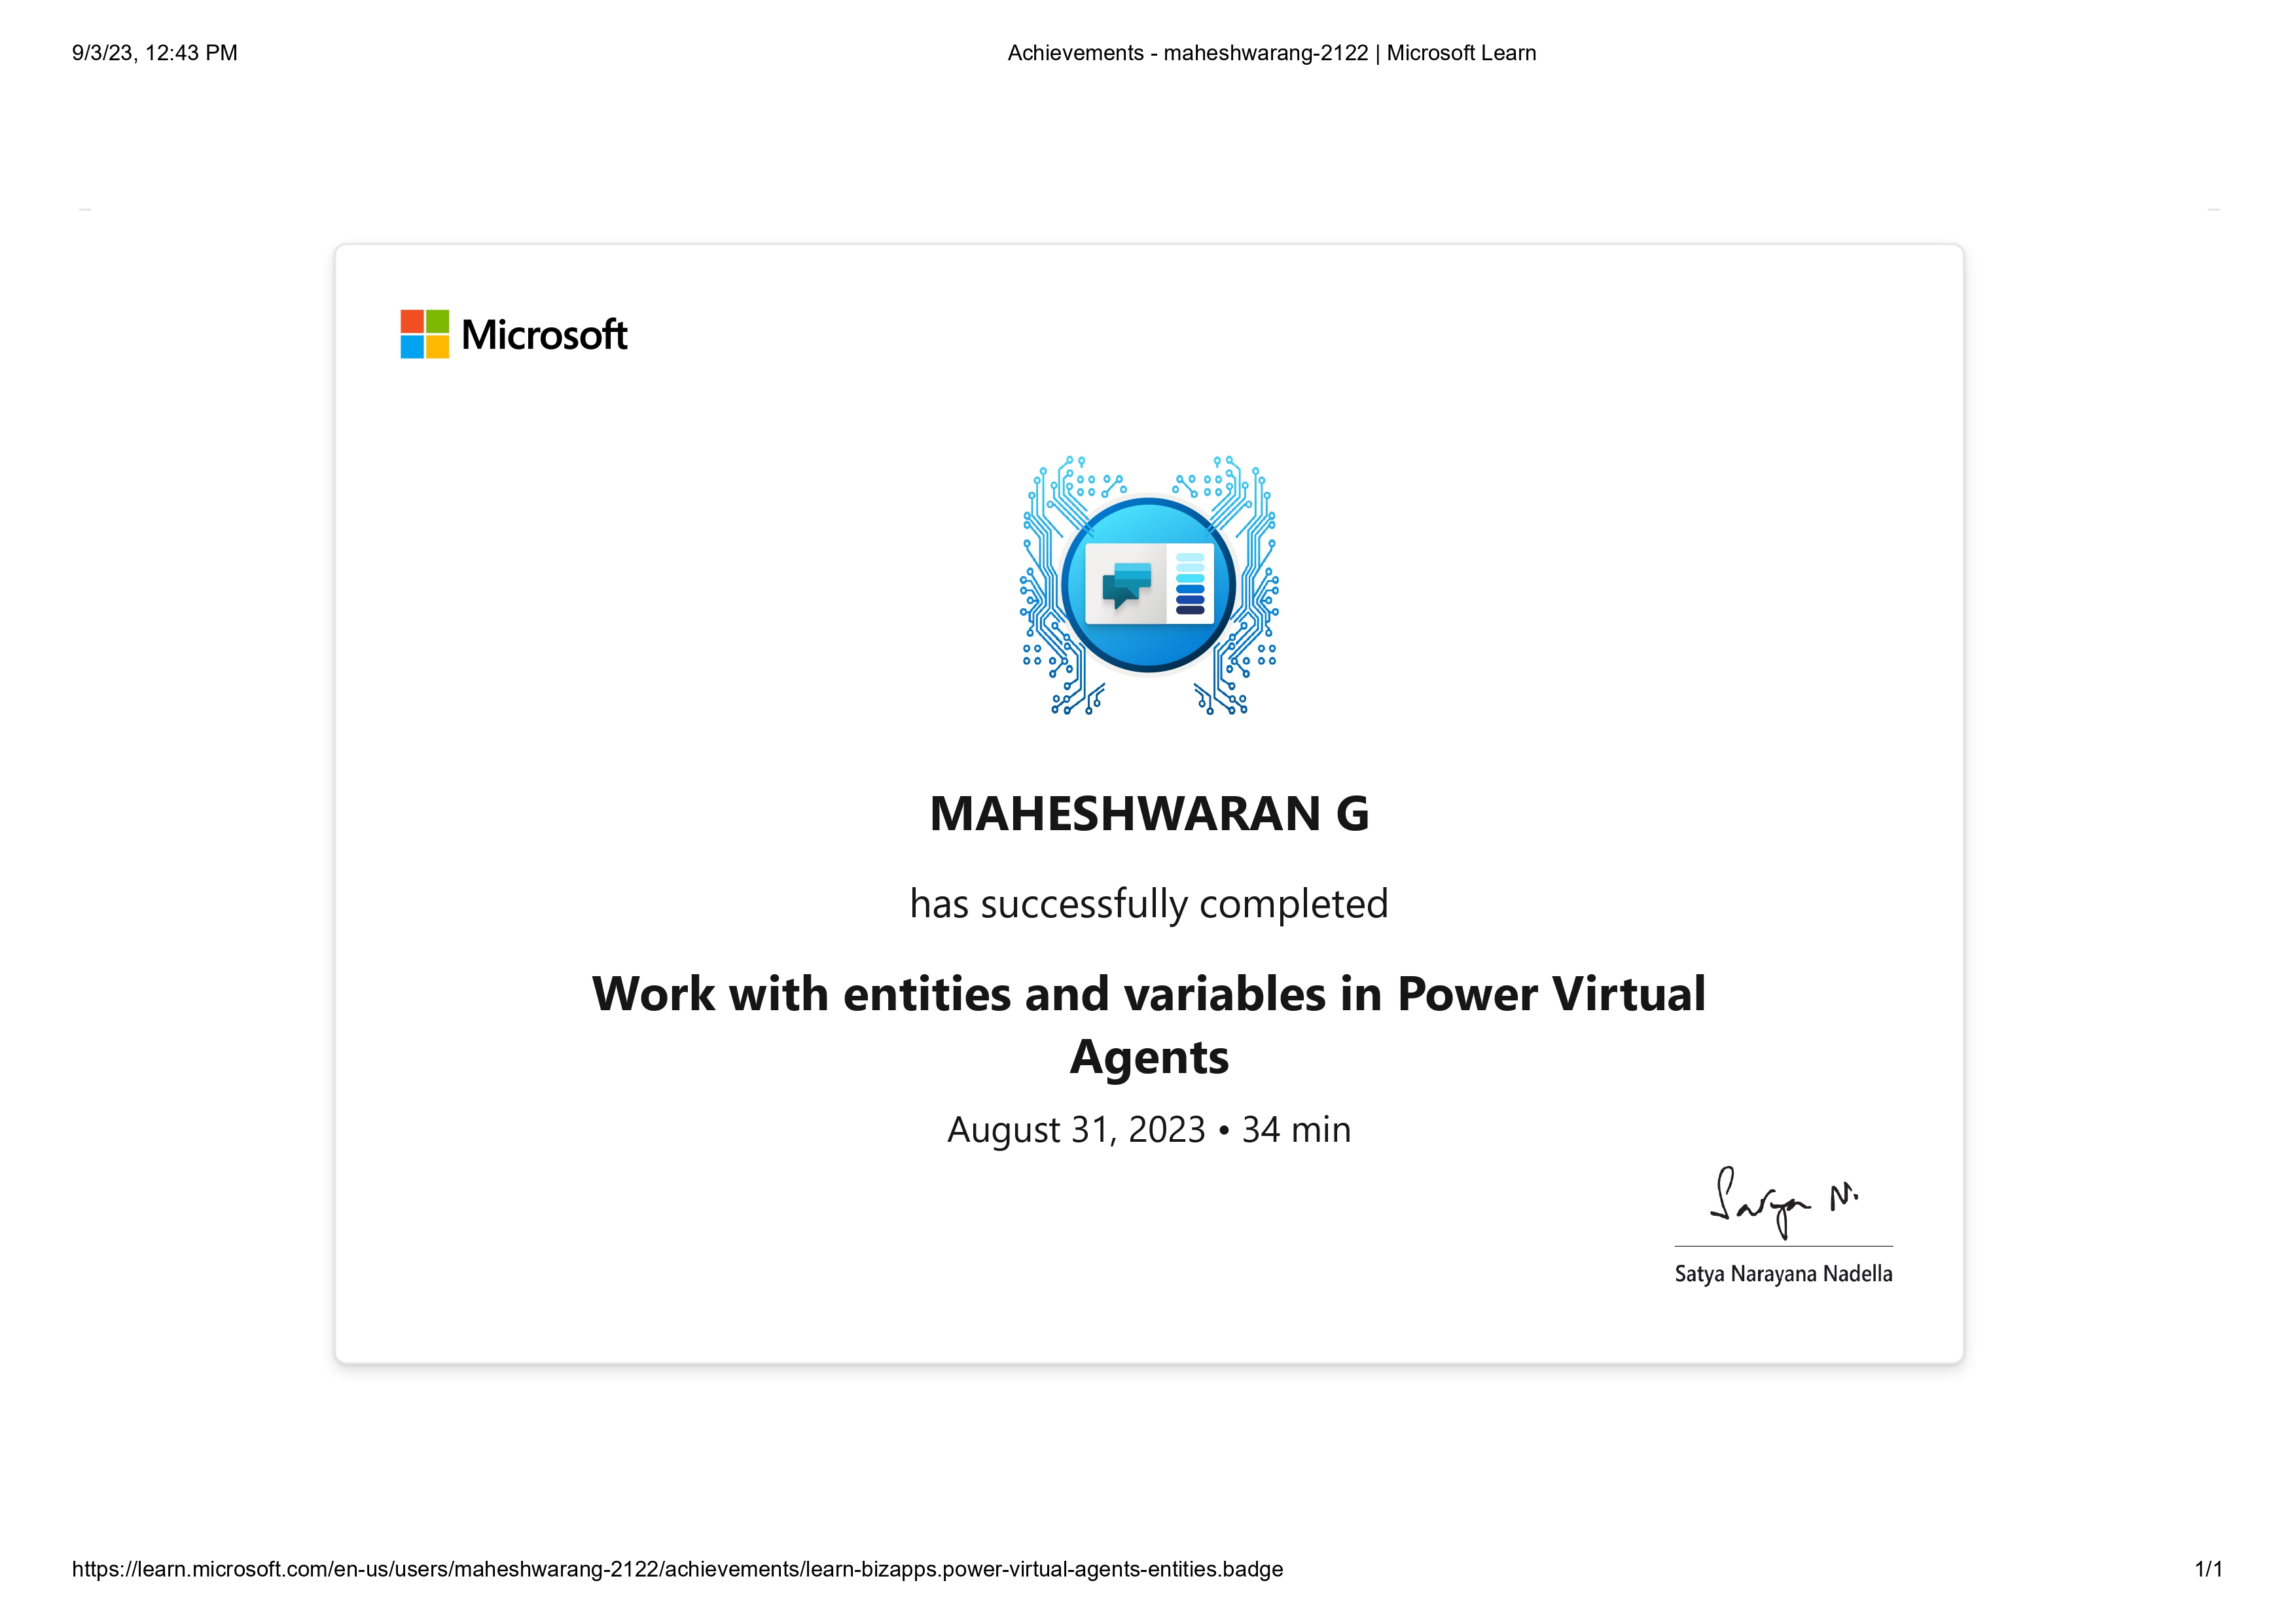 9/3/23, 12:43 PM
Achievements - maheshwarang-2122 | Microsoft Learn
Microsoft
MAHESHWARAN G
has successfully completed
Work with entities and variables in Power Virtual
Agents
August 31, 2023 • 34 min
Satya N.
Satya Narayana Nadella
https://learn.microsoft.com/en-us/users/maheshwarang-2122/achievements/learn-bizapps.power-virtual-agents-entities.badge
1/1